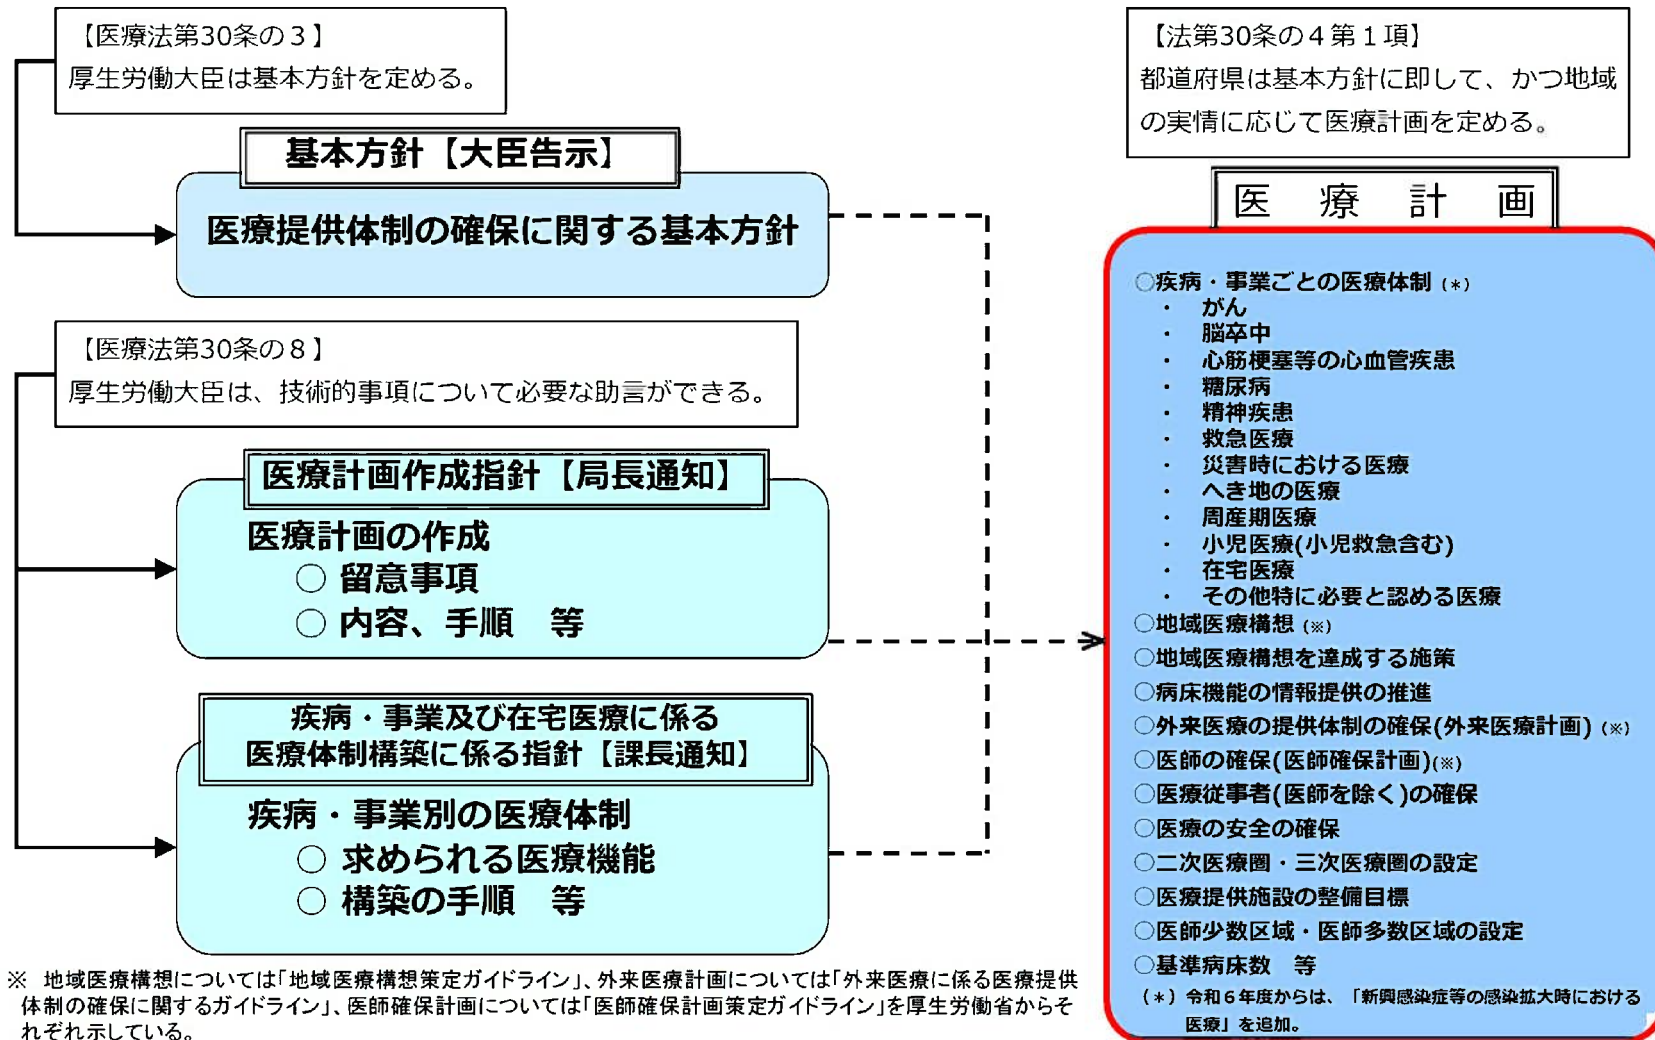 【医療法第30条の３】
厚生労働大臣は基本方針を定める。
基本方針【大臣告示】
医療提供体制の確保に関する基本方針
【医療法第30条の８】
厚生労働大臣は、技術的事項について必要な助言ができる。
医療計画作成指針【局長通知】
医療計画の作成
○ 留意事項
○ 内容、手順　等
疾病・事業及び在宅医療に係る
医療体制構築に係る指針【課長通知】
疾病・事業別の医療体制
○ 求められる医療機能
○ 構築の手順　等
※ 地域医療構想については「地域医療構想策定ガイドライン」、外来医療計画については「外来医療に係る医療提供
体制の確保に関するガイドライン」、医師確保計画については「医師確保計画策定ガイドライン」を厚生労働省からそ
れぞれ示している。
【法第30条の４第１項】
都道府県は基本方針に即して、かつ地域
の実情に応じて医療計画を定める。
医　療　計　画
○疾病・事業ごとの医療体制（＊）
・　がん
・　脳卒中
・　心筋梗塞等の心血管疾患
・　糖尿病
・　精神疾患
・　救急医療
・　災害時における医療
・　へき地の医療
・　周産期医療
・　小児医療(小児救急含む)
・　在宅医療
・　その他特に必要と認める医療
○地域医療構想（※）
○地域医療構想を達成する施策
○病床機能の情報提供の推進
○外来医療の提供体制の確保(外来医療計画)（※）
○医師の確保(医師確保計画)(※)
○医療従事者(医師を除く)の確保
○医療の安全の確保
○二次医療圏・三次医療圏の設定
○医療提供施設の整備目標
○医師少数区域・医師多数区域の設定
○基準病床数　等
（＊）令和６年度からは、「新興感染症等の感染拡大時における
医療」を追加。